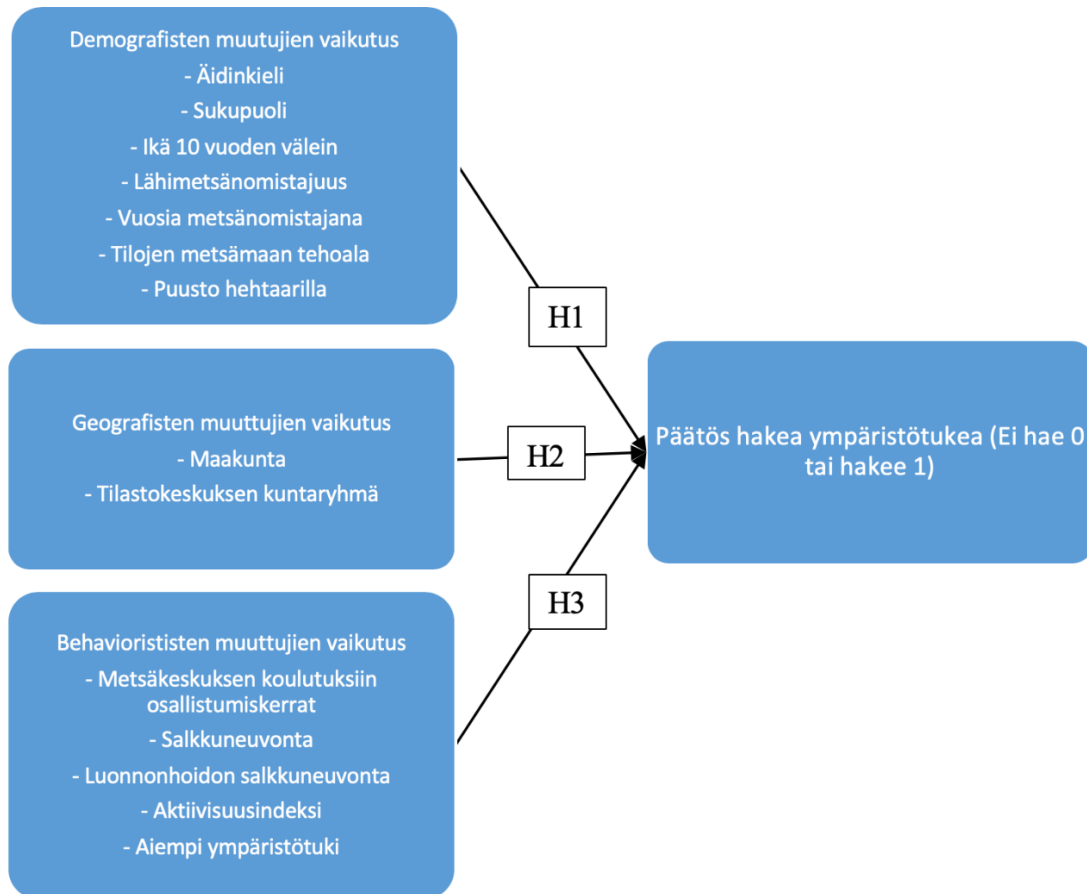 Demografisten muutujien vaikutus
- Äidinkieli
- Sukupuoli
- Ikä 10 vuoden välein
- Lähimetsänomistajuus
- Vuosia metsänomistajana
- Tilojen metsämaan tehoala
- Puusto hehtaarilla
H1
Geografisten muuttujien vaikutus
- Maakunta
- Tilastokeskuksen kuntaryhmä
H2
Päätös hakea ympäristötukea (Ei hae 0
tai hakee 1)
H3
Behaviorististen muuttujien vaikutus
- Metsäkeskuksen koulutuksiin
osallistumiskerrat
- Salkkuneuvonta
- Luonnonhoidon salkkuneuvonta
- Aktiivisuusindeksi
- Aiempi ympäristötuki